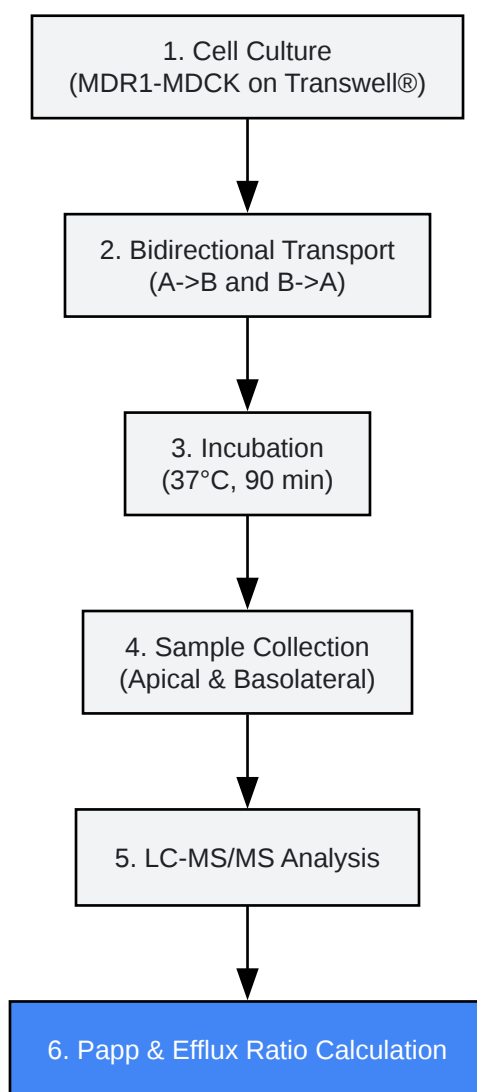 1. Cell Culture
(MDR1-MDCK on Transwell®)
2. Bidirectional Transport
(A->B and B->A)
3. Incubation
(37°C, 90 min)
4. Sample Collection
(Apical & Basolateral)
5. LC-MS/MS Analysis
6. Papp & Efflux Ratio Calculation